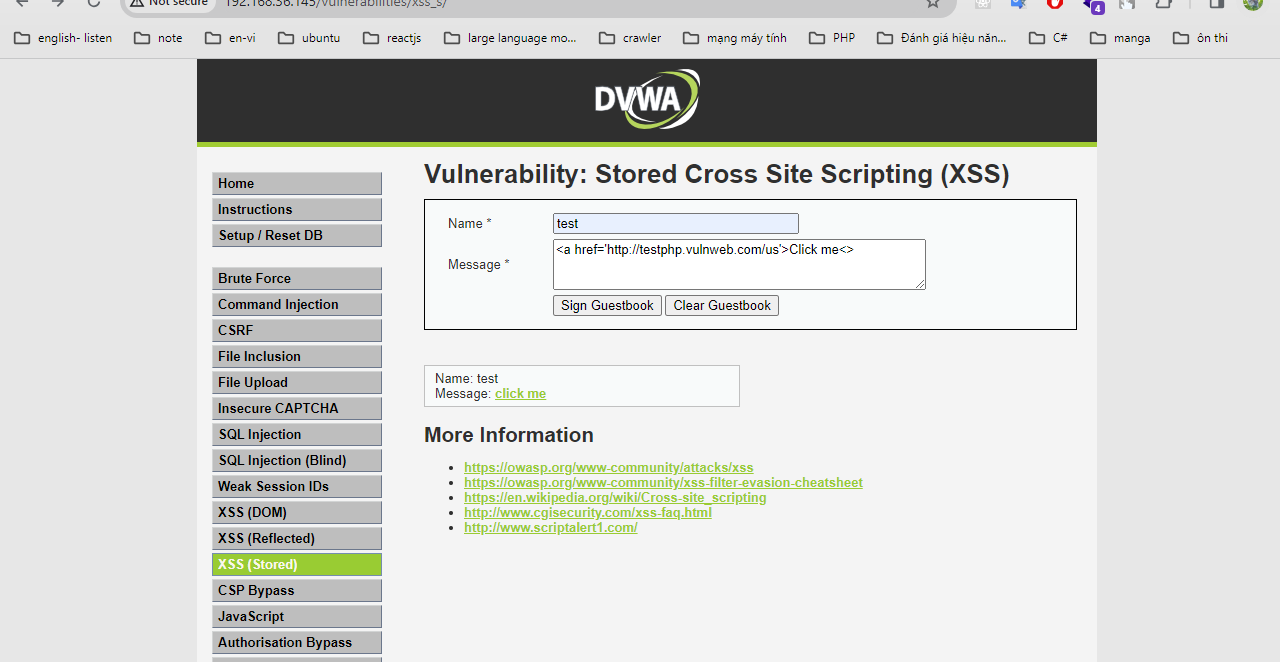 Not secure 192.168.36.145/vulnerabilities/xss_s/ 4
english- listen note en-vi ubuntu reactjs large language mo... crawler mạng máy tính PHP Đánh giá hiệu năn... C# manga ôn thi
DVWA
Vulnerability: Stored Cross Site Scripting (XSS)
Home
Instructions
Setup / Reset DB
Brute Force
Command Injection
CSRF
File Inclusion
File Upload
Insecure CAPTCHA
SQL Injection
SQL Injection (Blind)
Weak Session IDs
XSS (DOM)
XSS (Reflected)
XSS (Stored)
CSP Bypass
JavaScript
Authorisation Bypass
Name * test
Message * <a href='http://testphp.vulnweb.com/us'>Click me<>
Sign Guestbook Clear Guestbook
Name: test
Message: click me
More Information
https://owasp.org/www-community/attacks/xss
https://owasp.org/www-community/xss-filter-evasion-cheatsheet
https://en.wikipedia.org/wiki/Cross-site_scripting
http://www.cgisecurity.com/xss-faq.html
http://www.scriptalert1.com/